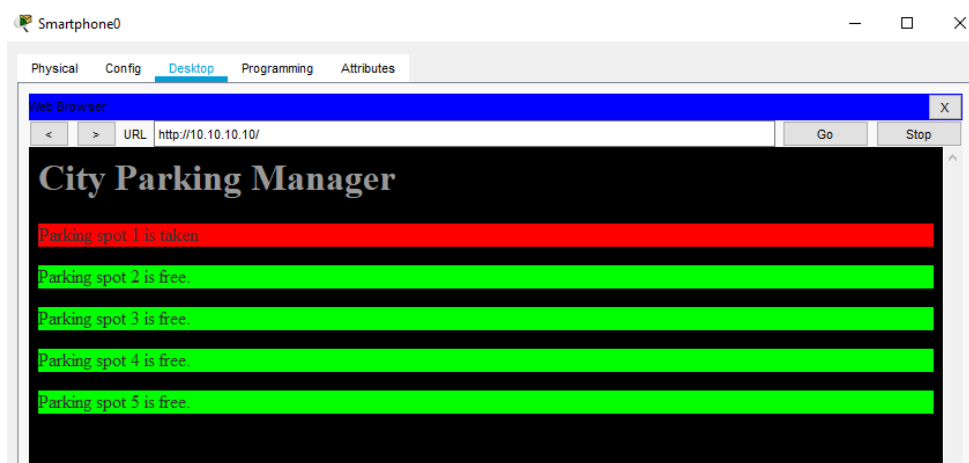 Smartphone0
Physical Config Desktop Programming Attributes
Web Browser X
< > URL http://10.10.10.10/ Go Stop
City Parking Manager
Parking spot 1 is taken
Parking spot 2 is free.
Parking spot 3 is free.
Parking spot 4 is free.
Parking spot 5 is free.